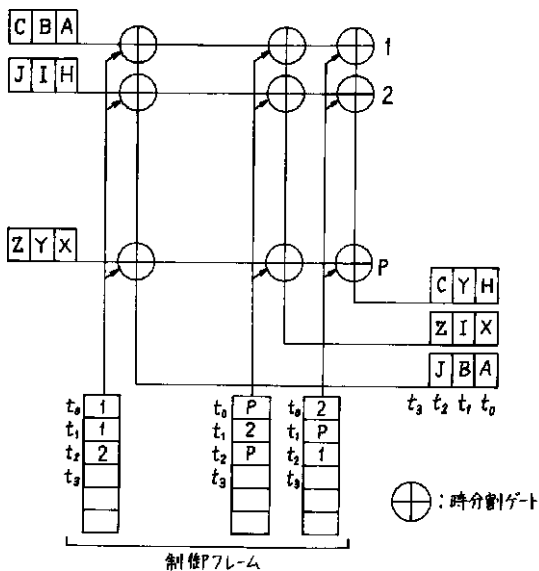 C B A
1
J I H
2
Z Y X
P
C Y H
Z I X
J B A
t₃ t₂ t₁ t₀
t₀ 1
t₁ 1
t₂ 2
t₃
t₀ P
t₁ 2
t₂ P
t₃
t₀ 2
t₁ P
t₂ 1
t₃
:時分割ゲート
制御フレーム